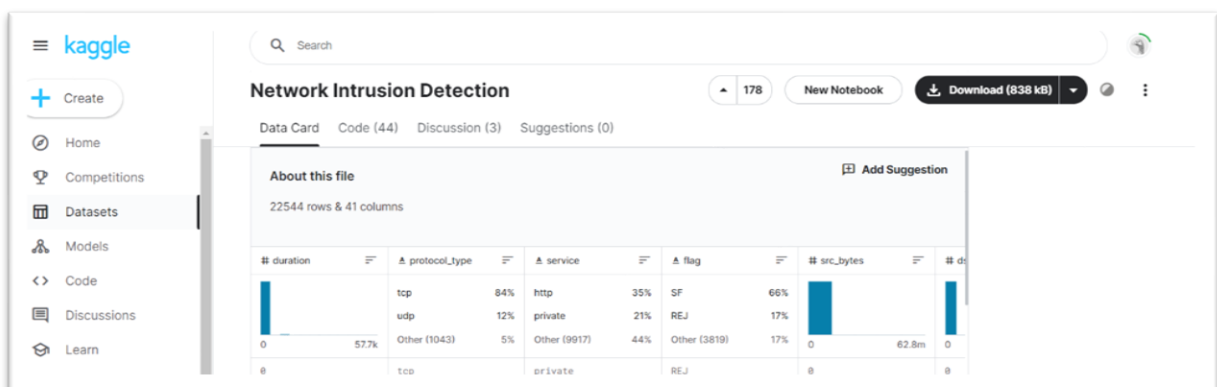 kaggle
Search
Create
Network Intrusion Detection
178
New Notebook
Download (838 kB)
Home
Data Card Code (44) Discussion (3) Suggestions (0)
Competitions
About this file
Add Suggestion
Datasets
22544 rows & 41 columns
Models
# duration protocol_type service flag # src_bytes #
Code
tcp 84% http 35% SF 66%
Discussions
udp 12% private 21% REJ 17%
Learn
0 57.7k Other (1043) 5% Other (9917) 44% Other (3819) 17% 0 62.8m 0
0 tcp private REJ 0 0